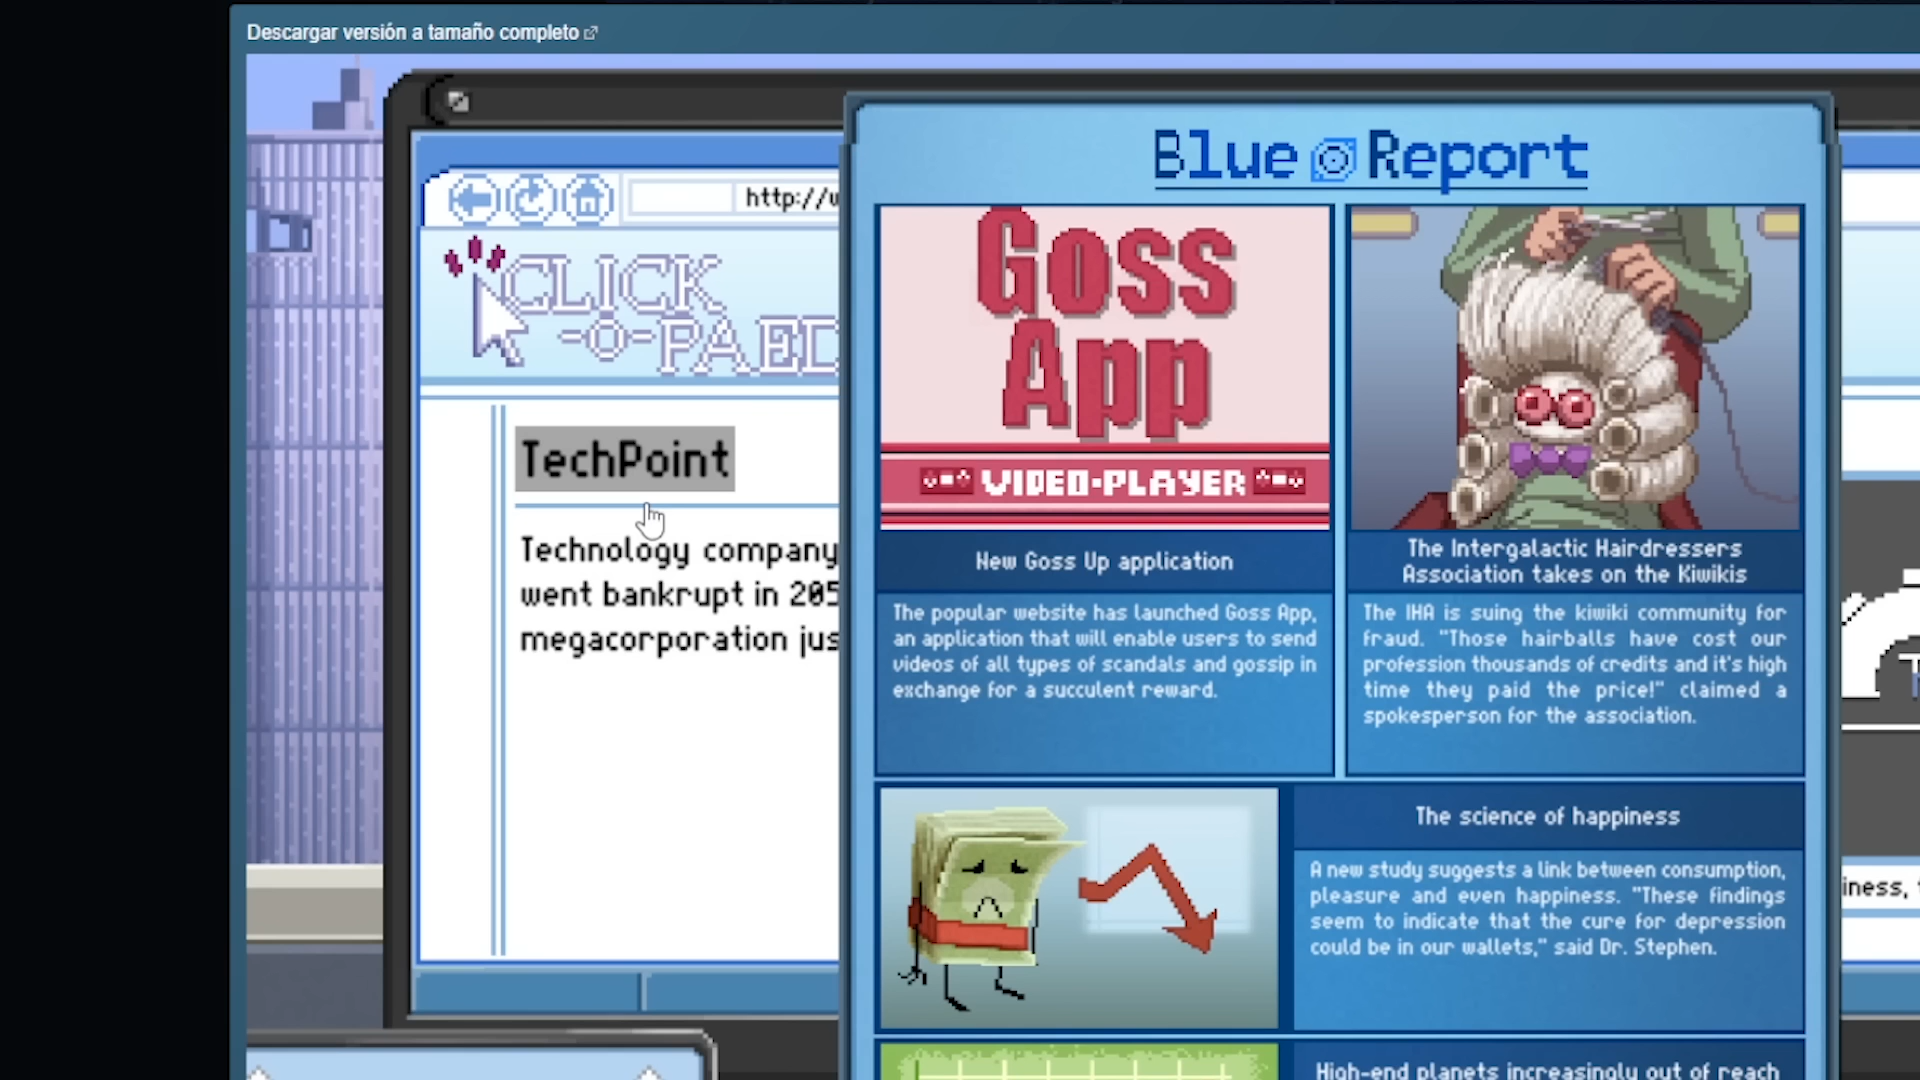 Descargar versión a tamaño completo
http://w
CLICK
-O-PAED
TechPoint
Technology company
went bankrupt in 205
megacorporation jus
Blue Report
Goss
App
VIDEO-PLAYER
New Goss Up application
The popular website has launched Goss App,
an application that will enable users to send
videos of all types of scandals and gossip in
exchange for a succulent reward.
The Intergalactic Hairdressers
Association takes on the Kiwikis
The IHA is suing the kiwiki community for
fraud. "Those hairballs have cost our
profession thousands of credits and it's high
time they paid the price!" claimed a
spokesperson for the association.
The science of happiness
A new study suggests a link between consumption,
pleasure and even happiness. "These findings
seem to indicate that the cure for depression
could be in our wallets," said Dr. Stephen.
High-end planets increasingly out of reach
iness,